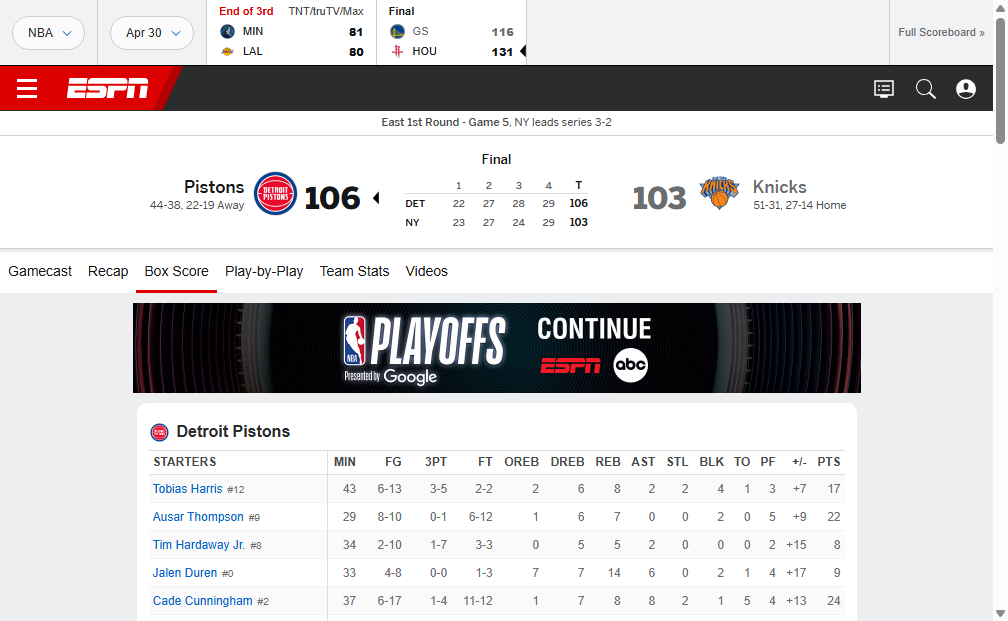 NBA
Apr 30
End of 3rd TNT/truTV/Max
MIN 81
LAL 80
Final
GS 116
HOU 131
Full Scoreboard »
ESPN
East 1st Round - Game 5, NY leads series 3-2
Final
Pistons
44-38, 22-19 Away
DETROIT PISTONS
106
1 2 3 4 T
DET 22 27 28 29 106
NY 23 27 24 29 103
103
KNICKS
Knicks
51-31, 27-14 Home
Gamecast Recap Box Score Play-by-Play Team Stats Videos
NBA
PLAYOFFS
Presented by Google
CONTINUE
ESPN abc
Detroit Pistons
STARTERS MIN FG 3PT FT OREB DREB REB AST STL BLK TO PF +/- PTS
Tobias Harris #12 43 6-13 3-5 2-2 2 6 8 2 2 4 1 3 +7 17
Ausar Thompson #9 29 8-10 0-1 6-12 1 6 7 0 0 2 0 5 +9 22
Tim Hardaway Jr. #8 34 2-10 1-7 3-3 0 5 5 2 0 0 0 2 +15 8
Jalen Duren #0 33 4-8 0-0 1-3 7 7 14 6 0 2 1 4 +17 9
Cade Cunningham #2 37 6-17 1-4 11-12 1 7 8 8 2 1 5 4 +13 24